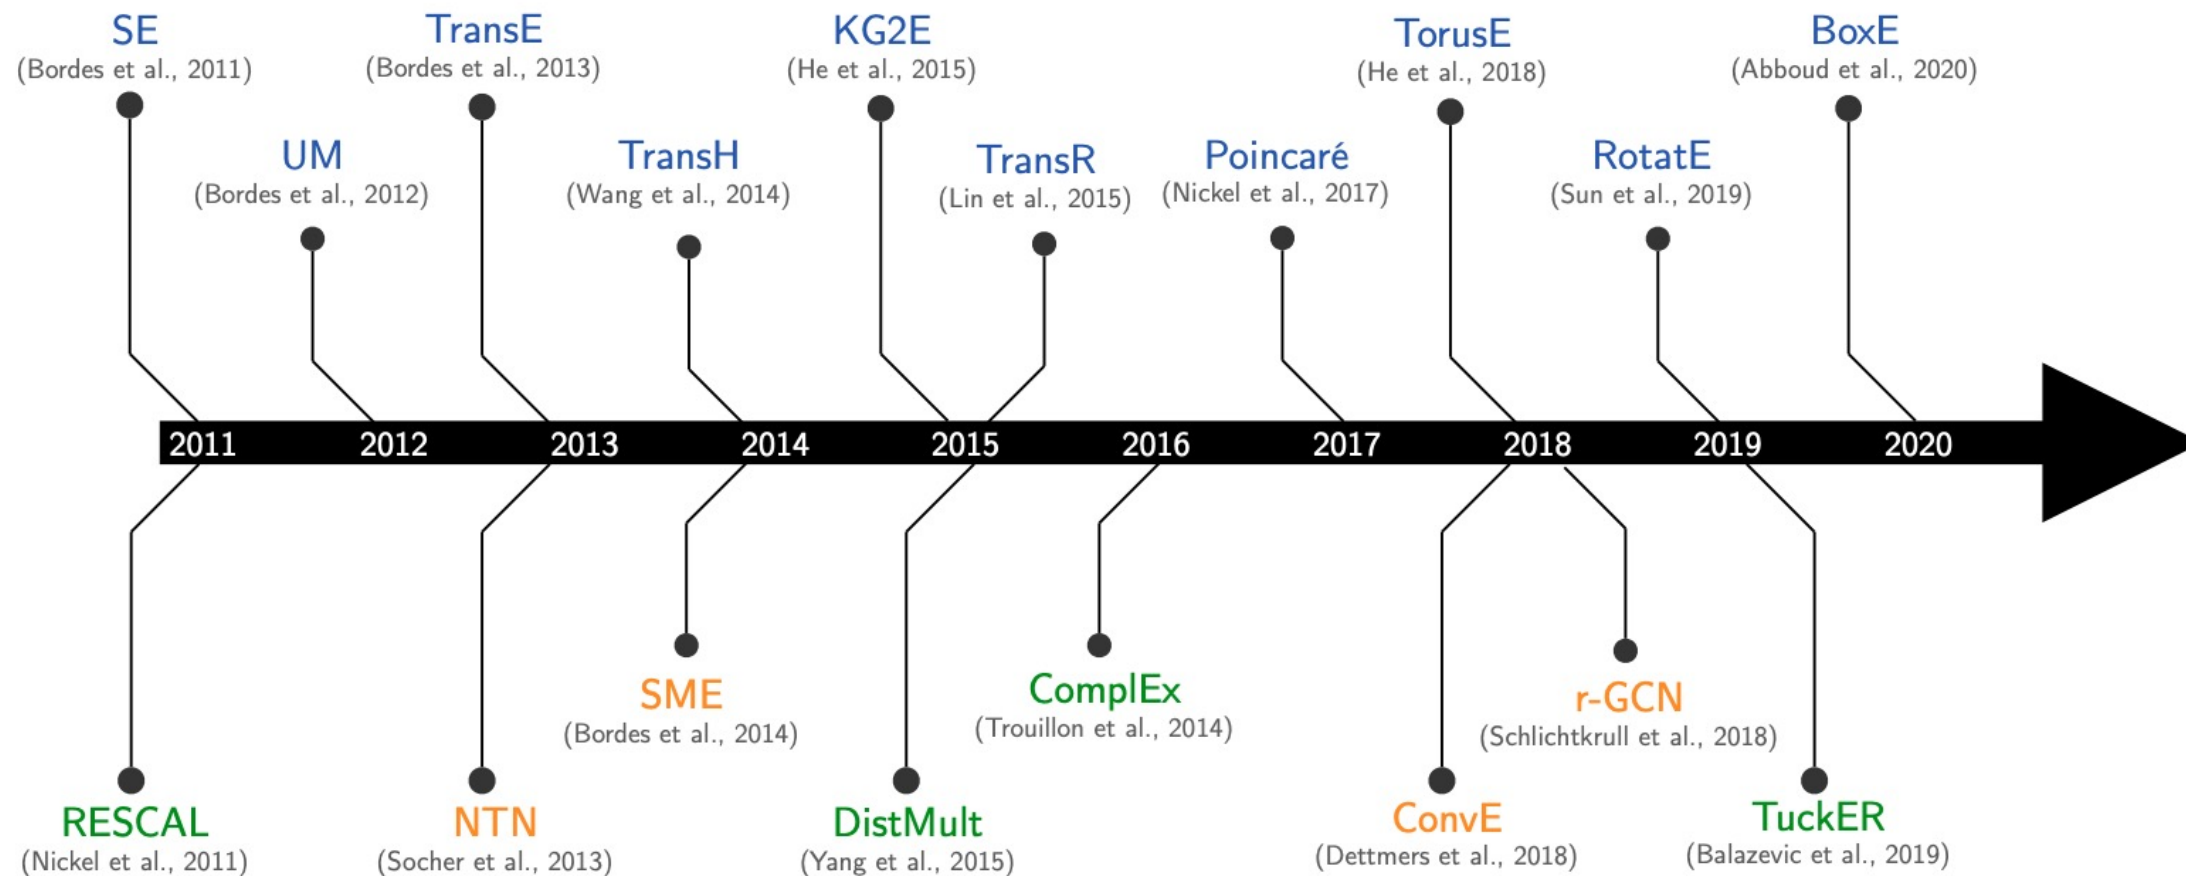 SE
(Bordes et al., 2011)
TransE
(Bordes et al., 2013)
KG2E
(He et al., 2015)
TorusE
(He et al., 2018)
BoxE
(Abboud et al., 2020)
UM
(Bordes et al., 2012)
TransH
(Wang et al., 2014)
TransR
(Lin et al., 2015)
Poincaré
(Nickel et al., 2017)
RotatE
(Sun et al., 2019)
2011 2012 2013 2014 2015 2016 2017 2018 2019 2020
SME
(Bordes et al., 2014)
ComplEx
(Trouillon et al., 2014)
r-GCN
(Schlichtkrull et al., 2018)
RESCAL
(Nickel et al., 2011)
NTN
(Socher et al., 2013)
DistMult
(Yang et al., 2015)
ConvE
(Dettmers et al., 2018)
TuckER
(Balazevic et al., 2019)